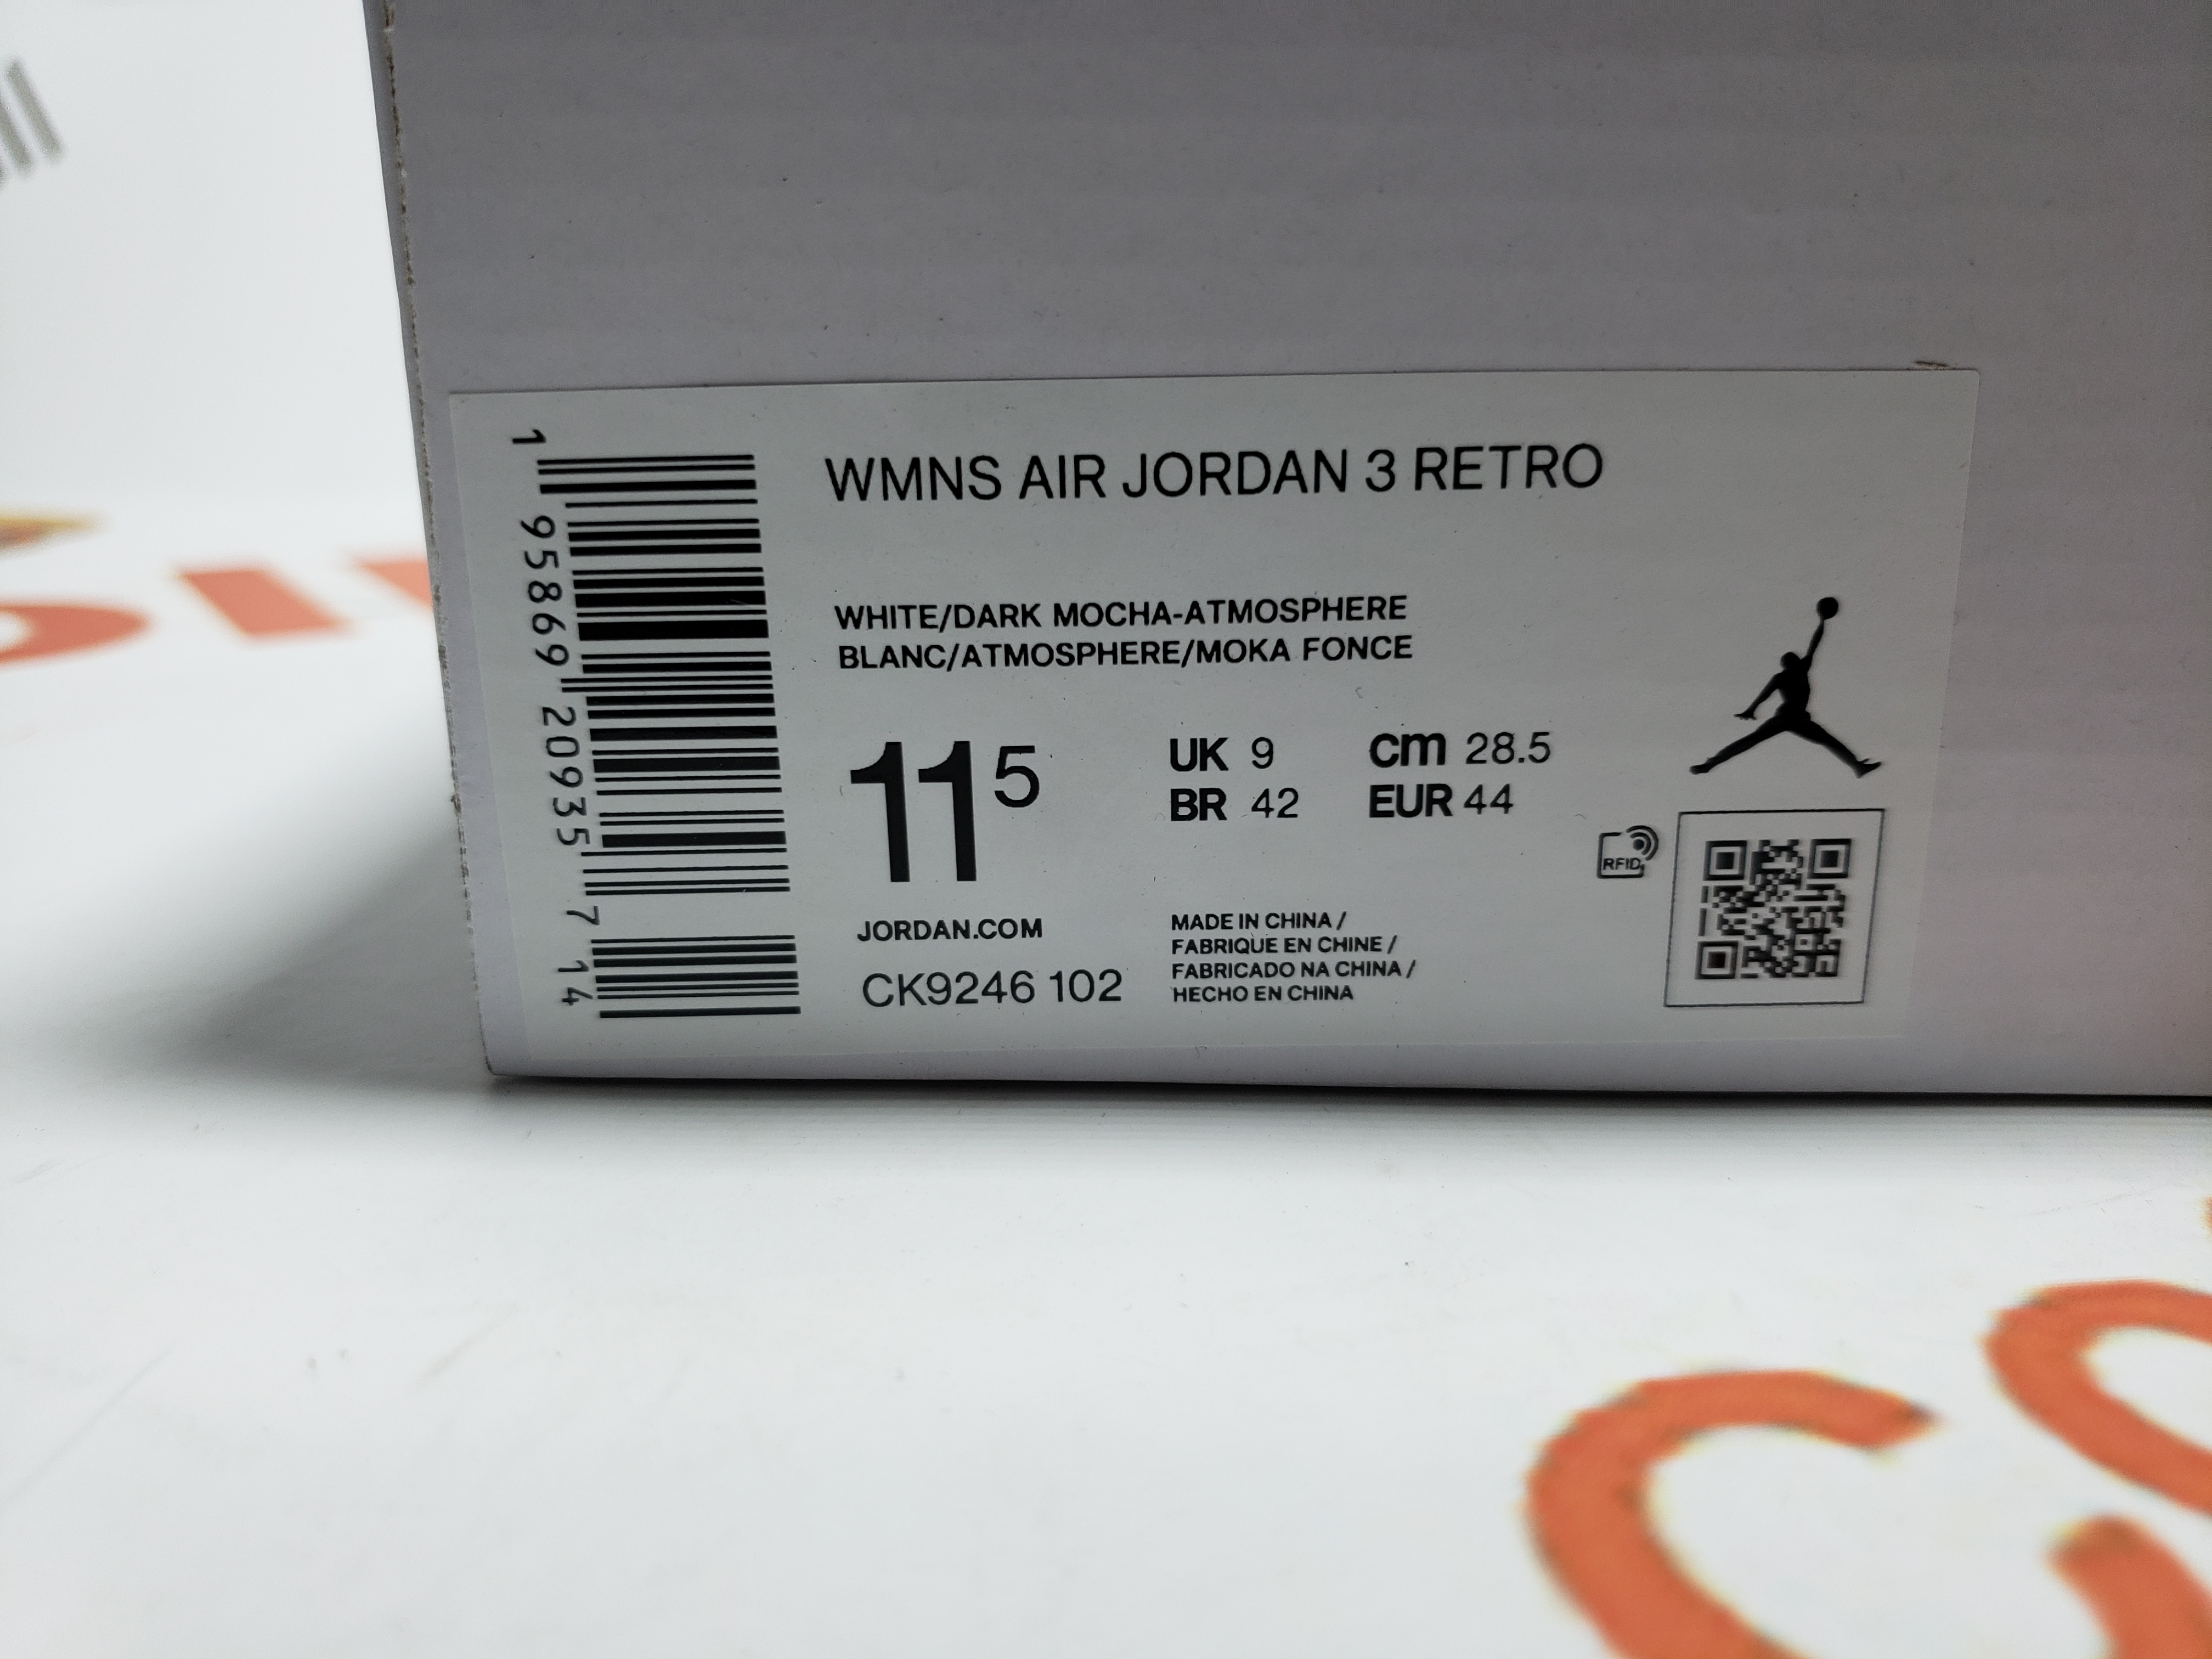 WMNS AIR JORDAN 3 RETRO
WHITE/DARK MOCHA-ATMOSPHERE
BLANC/ATMOSPHERE/MOKA FONCE
11 5
UK 9 cm 28.5
BR 42 EUR 44
RFID
JORDAN.COM
CK9246 102
MADE IN CHINA /
FABRIQUE EN CHINE /
FABRICADO NA CHINA /
HECHO EN CHINA
1 95869 20935 7 14